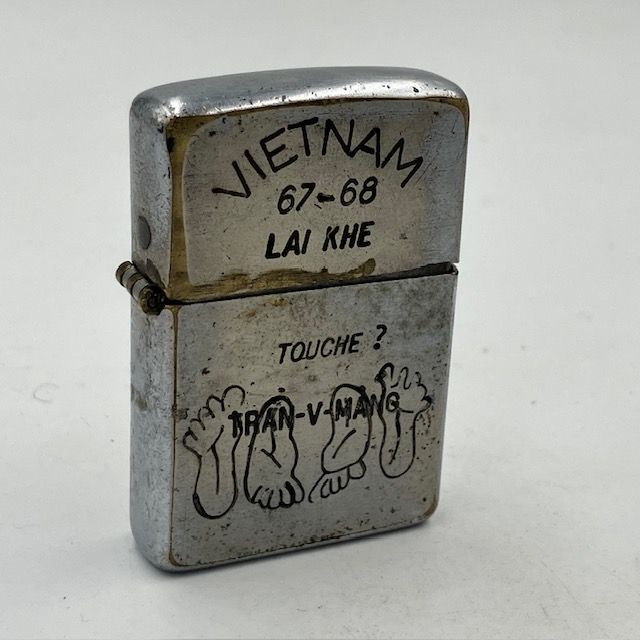 VIETNAM
67-68
LAI KHE
TOUCHE ?
TRAN-V-MANG